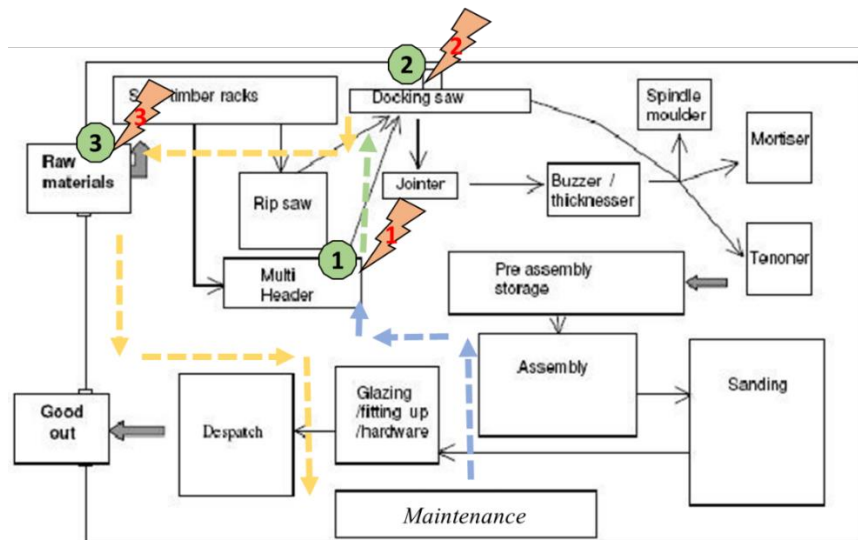 2
2
timber racks
Docking saw
Spindle
moulder
Mortiser
3
3
Raw
materials
Rip saw
Jointer
Buzzer /
thicknesser
1
1
Multi
Header
Pre assembly
storage
Tenoner
Assembly
Sanding
Glazing
/fitting up
/hardware
Good
out
Despatch
Maintenance